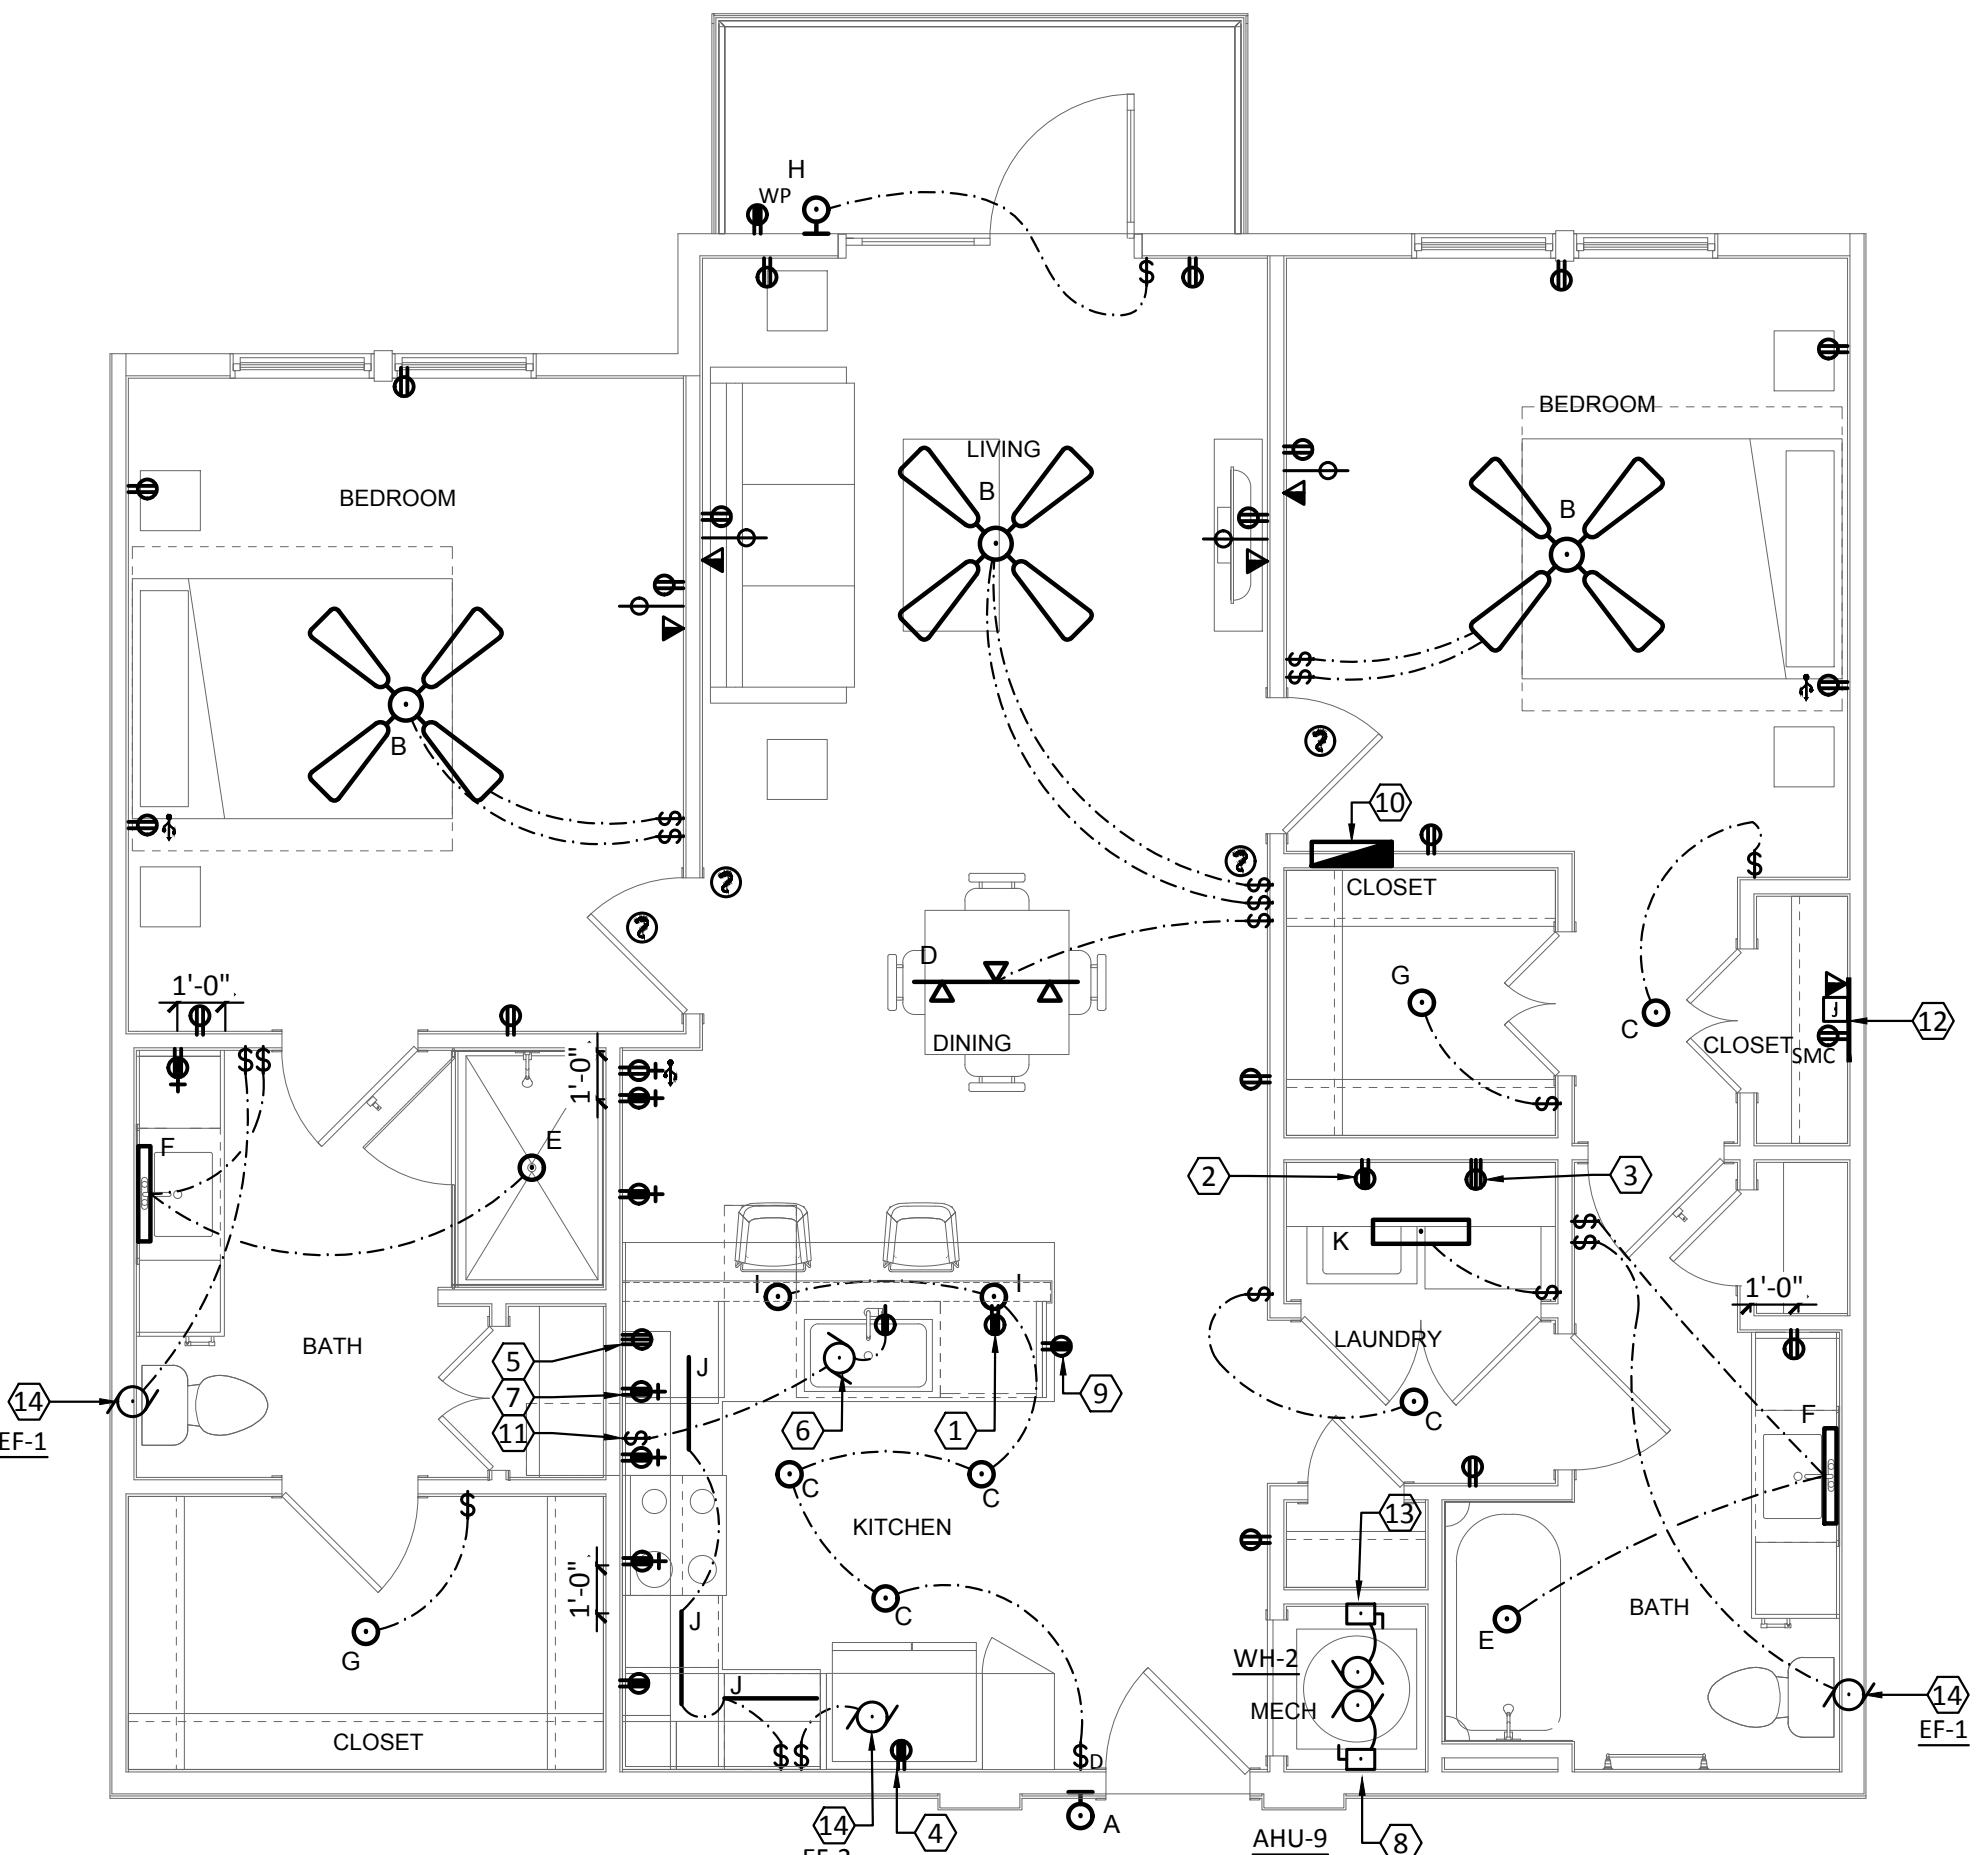 H
WP
$
BEDROOM
LIVING
B
B
BEDROOM
$
$
B
$
$
10
$
$
$
$
CLOSET
D
G
1'-0"
C
J
12
CLOSET
SMC
DINING
$$
1'-0"
$
F
E
2
3
$
$
K
1'-0"
I
I
$
$
BATH
LAUNDRY
5
J
7
9
14
EF-1
11
$
6
1
C
F
C
C
$
13
KITCHEN
1'-0"
C
J
BATH
E
G
WH-2
J
MECH
14
EF-1
CLOSET
$$
$D
A
14
4
AHU-9
8